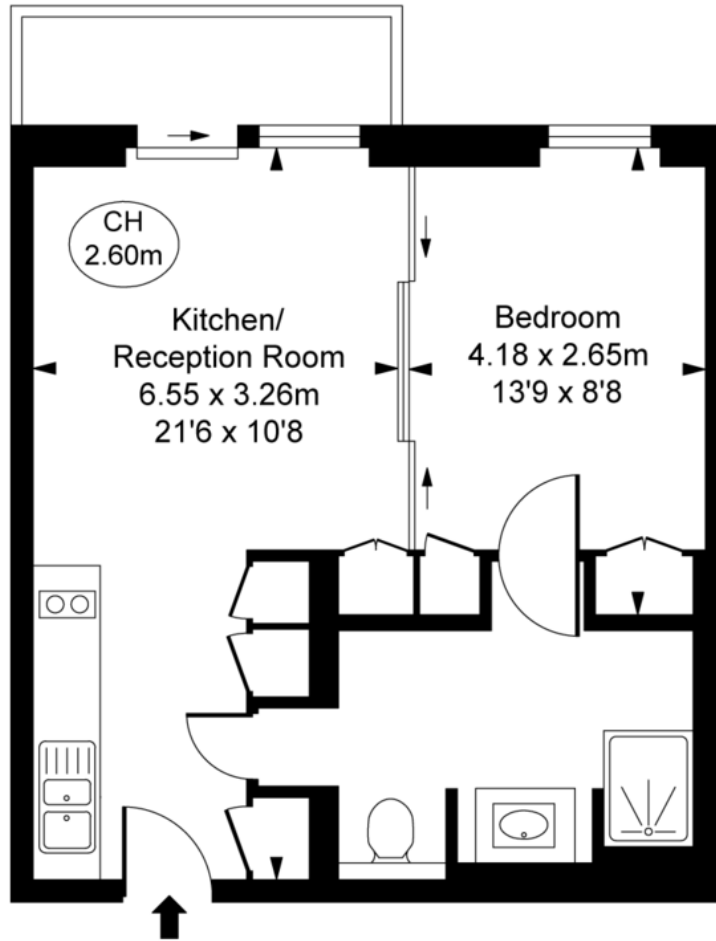 CH
2.60m
Kitchen/
Reception Room
6.55 x 3.26m
21'6 x 10'8
Bedroom
4.18 x 2.65m
13'9 x 8'8